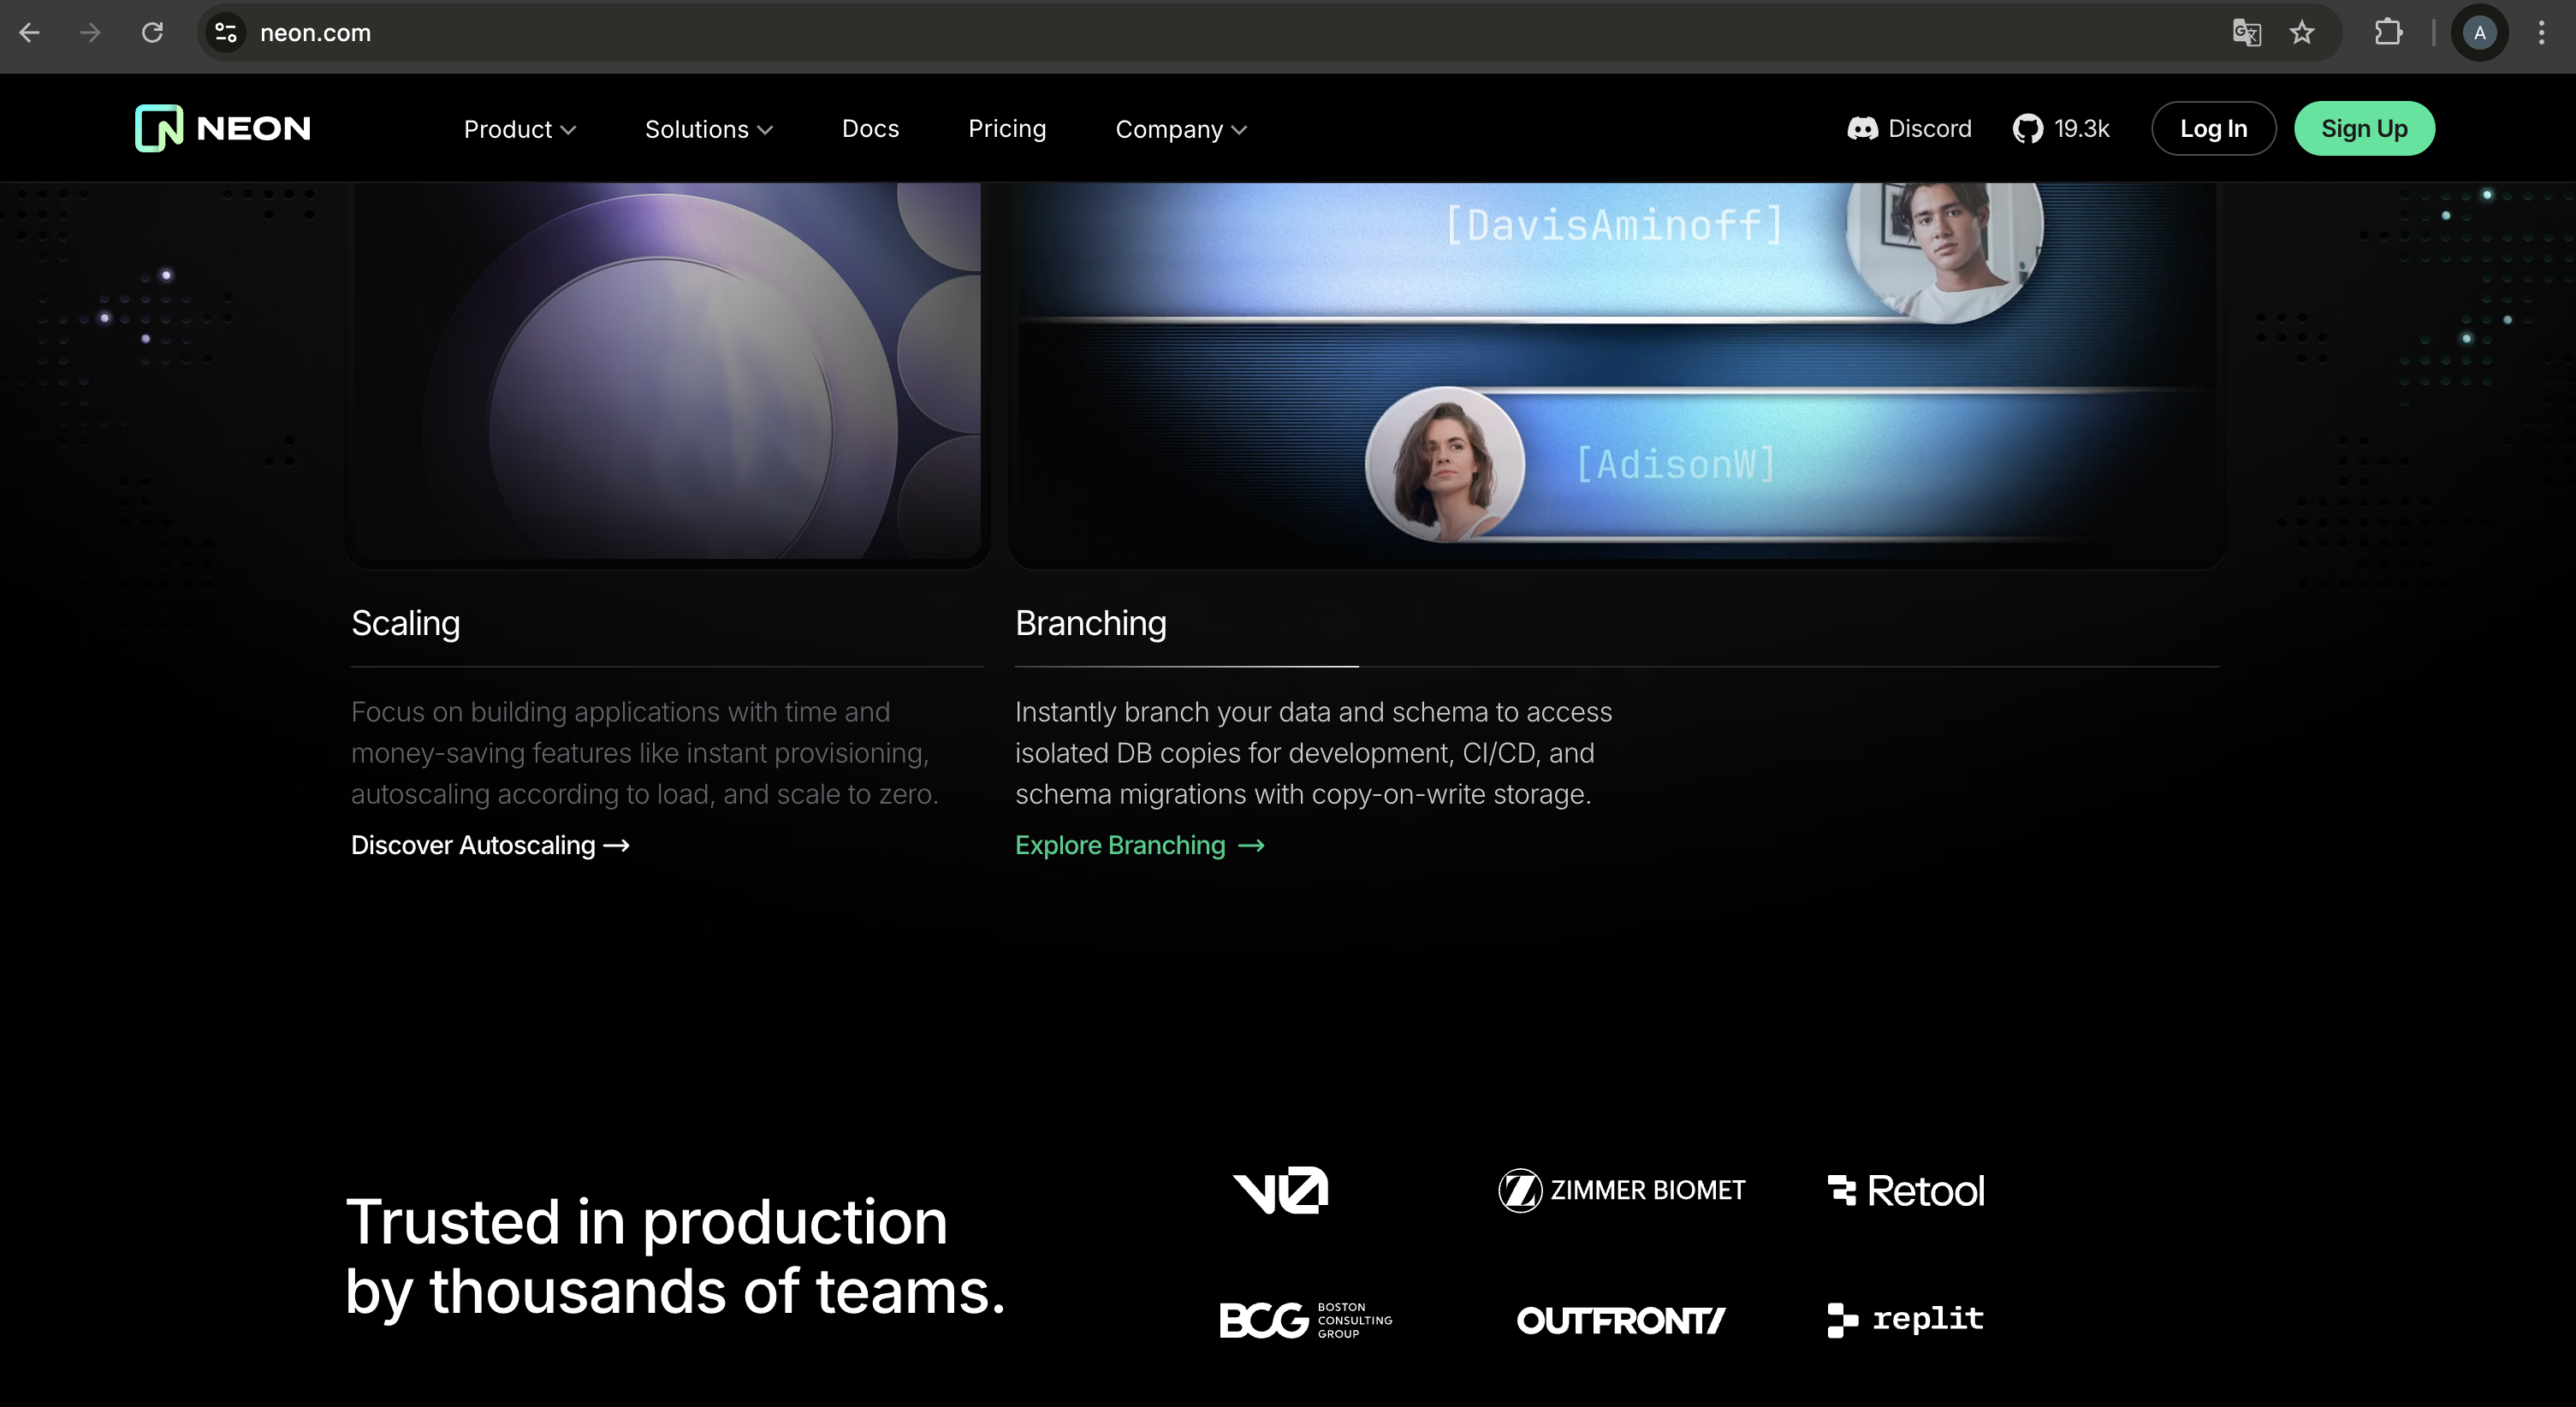 neon.com
A
NEON
Product
Solutions
Docs
Pricing
Company
Discord
19.3k
Log In
Sign Up
[DavisAminoff]
[AdisonW]
Scaling
Focus on building applications with time and
money-saving features like instant provisioning,
autoscaling according to load, and scale to zero.
Discover Autoscaling →
Branching
Instantly branch your data and schema to access
isolated DB copies for development, CI/CD, and
schema migrations with copy-on-write storage.
Explore Branching →
Trusted in production
by thousands of teams.
v0
ZIMMER BIOMET
Retool
BCG
BOSTON
CONSULTING
GROUP
OUTFRONT/
replit